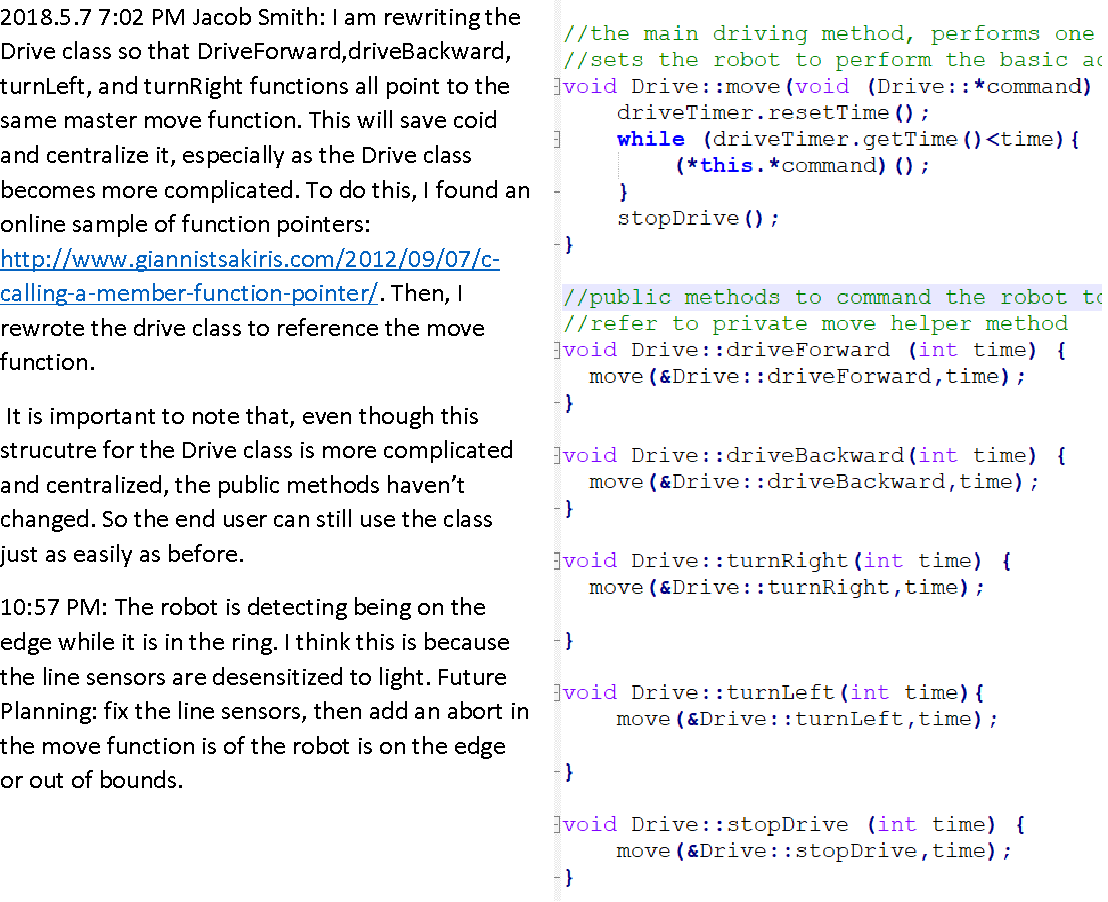 2018.5.7 7:02 PM Jacob Smith: I am rewriting the
Drive class so that DriveForward,driveBackward,
turnLeft, and turnRight functions all point to the
same master move function. This will save coid
and centralize it, especially as the Drive class
becomes more complicated. To do this, I found an
online sample of function pointers:
http://www.giannistsakiris.com/2012/09/07/c-
calling-a-member-function-pointer/. Then, I
rewrote the drive class to reference the move
function.
It is important to note that, even though this
strucutre for the Drive class is more complicated
and centralized, the public methods haven't
changed. So the end user can still use the class
just as easily as before.
10:57 PM: The robot is detecting being on the
edge while it is in the ring. I think this is because
the line sensors are desensitized to light. Future
Planning: fix the line sensors, then add an abort in
the move function is of the robot is on the edge
or out of bounds.
//the main driving method, performs one
//sets the robot to perform the basic ac
void Drive::move(void (Drive::*command)
driveTimer.resetTime();
while (driveTimer.getTime()<time){
(*this.*command)();
}
stopDrive();
}
//public methods to command the robot to
//refer to private move helper method
void Drive::driveForward (int time) {
move(&Drive::driveForward,time);
}
void Drive::driveBackward(int time) {
move(&Drive::driveBackward,time);
}
void Drive::turnRight(int time) {
move(&Drive::turnRight,time);
}
void Drive::turnLeft(int time){
move(&Drive::turnLeft,time);
}
void Drive::stopDrive (int time) {
move(&Drive::stopDrive,time);
}